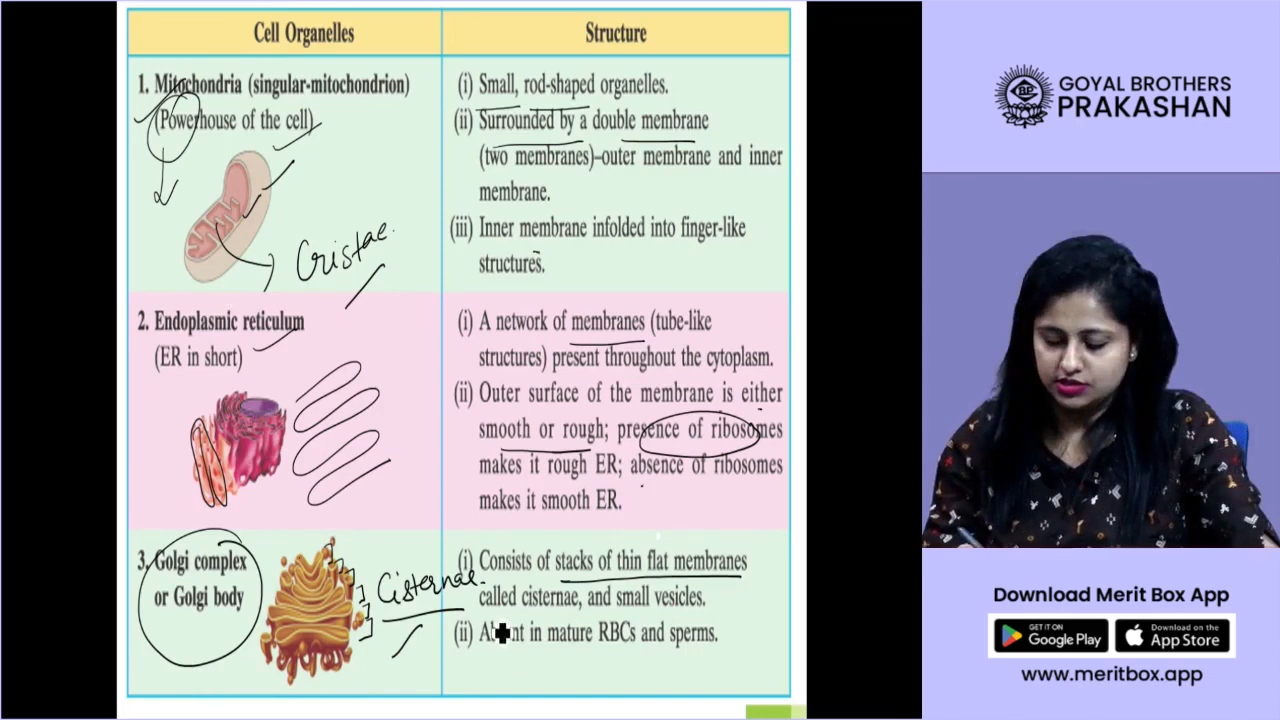 Cell Organelles
Structure
1. Mitochondria (singular-mitochondrion)
(Powerhouse of the cell)
Cristae.
(i) Small, rod-shaped organelles.
(ii) Surrounded by a double membrane
(two membranes)–outer membrane and inner
membrane.
(iii) Inner membrane infolded into finger-like
structures.
2. Endoplasmic reticulum
(ER in short)
(i) A network of membranes (tube-like
structures) present throughout the cytoplasm.
(ii) Outer surface of the membrane is either
smooth or rough; presence of ribosomes
makes it rough ER; absence of ribosomes
makes it smooth ER.
3. Golgi complex
or Golgi body
Cisternae.
(i) Consists of stacks of thin flat membranes
called cisternae, and small vesicles.
(ii) Absent in mature RBCs and sperms.
GBP
GOYAL BROTHERS
PRAKASHAN
Download Merit Box App
GET IT ON
Google Play
Download on the
App Store
www.meritbox.app